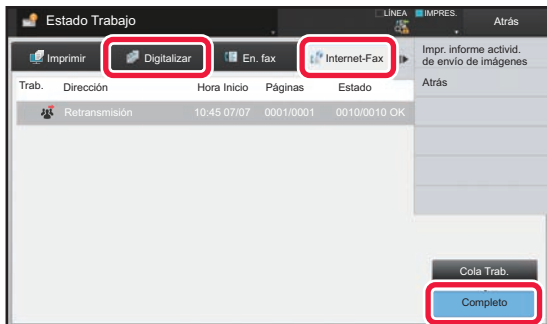 Estado Trabajo
LÍNEA
IMPRES.
Atrás
Imprimir
Digitalizar
En. fax
Internet-Fax
Impr. informe activid.
de envío de imágenes
Atrás
Trab. Dirección Hora Inicio Páginas Estado
Retransmisión 10:45 07/07 0001/0001 0010/0010 OK
Cola Trab.
Completo